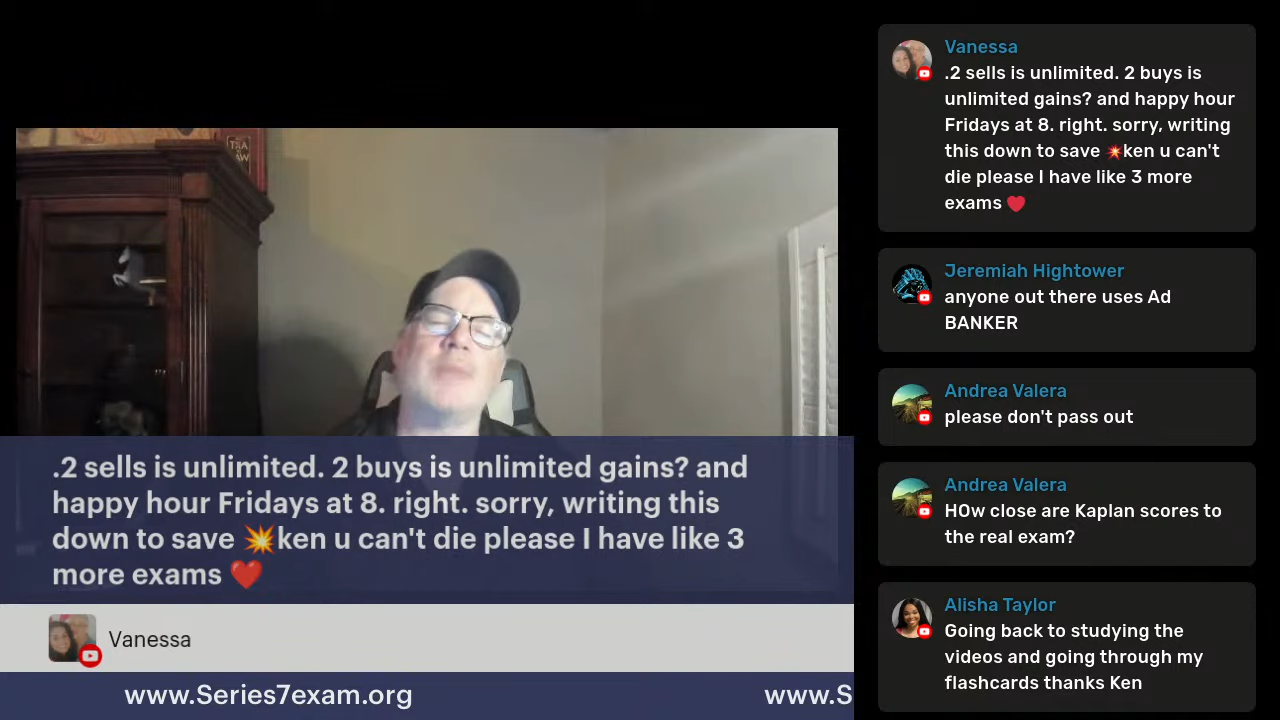 Vanessa
.2 sells is unlimited. 2 buys is
unlimited gains? and happy hour
Fridays at 8. right. sorry, writing
this down to save 💥ken u can't
die please I have like 3 more
exams ❤️
Jeremiah Hightower
anyone out there uses Ad
BANKER
Andrea Valera
please don't pass out
Andrea Valera
HOw close are Kaplan scores to
the real exam?
Alisha Taylor
Going back to studying the
videos and going through my
flashcards thanks Ken
.2 sells is unlimited. 2 buys is unlimited gains? and
happy hour Fridays at 8. right. sorry, writing this
down to save 💥ken u can't die please I have like 3
more exams ❤️
Vanessa
www.Series7exam.org
www.S